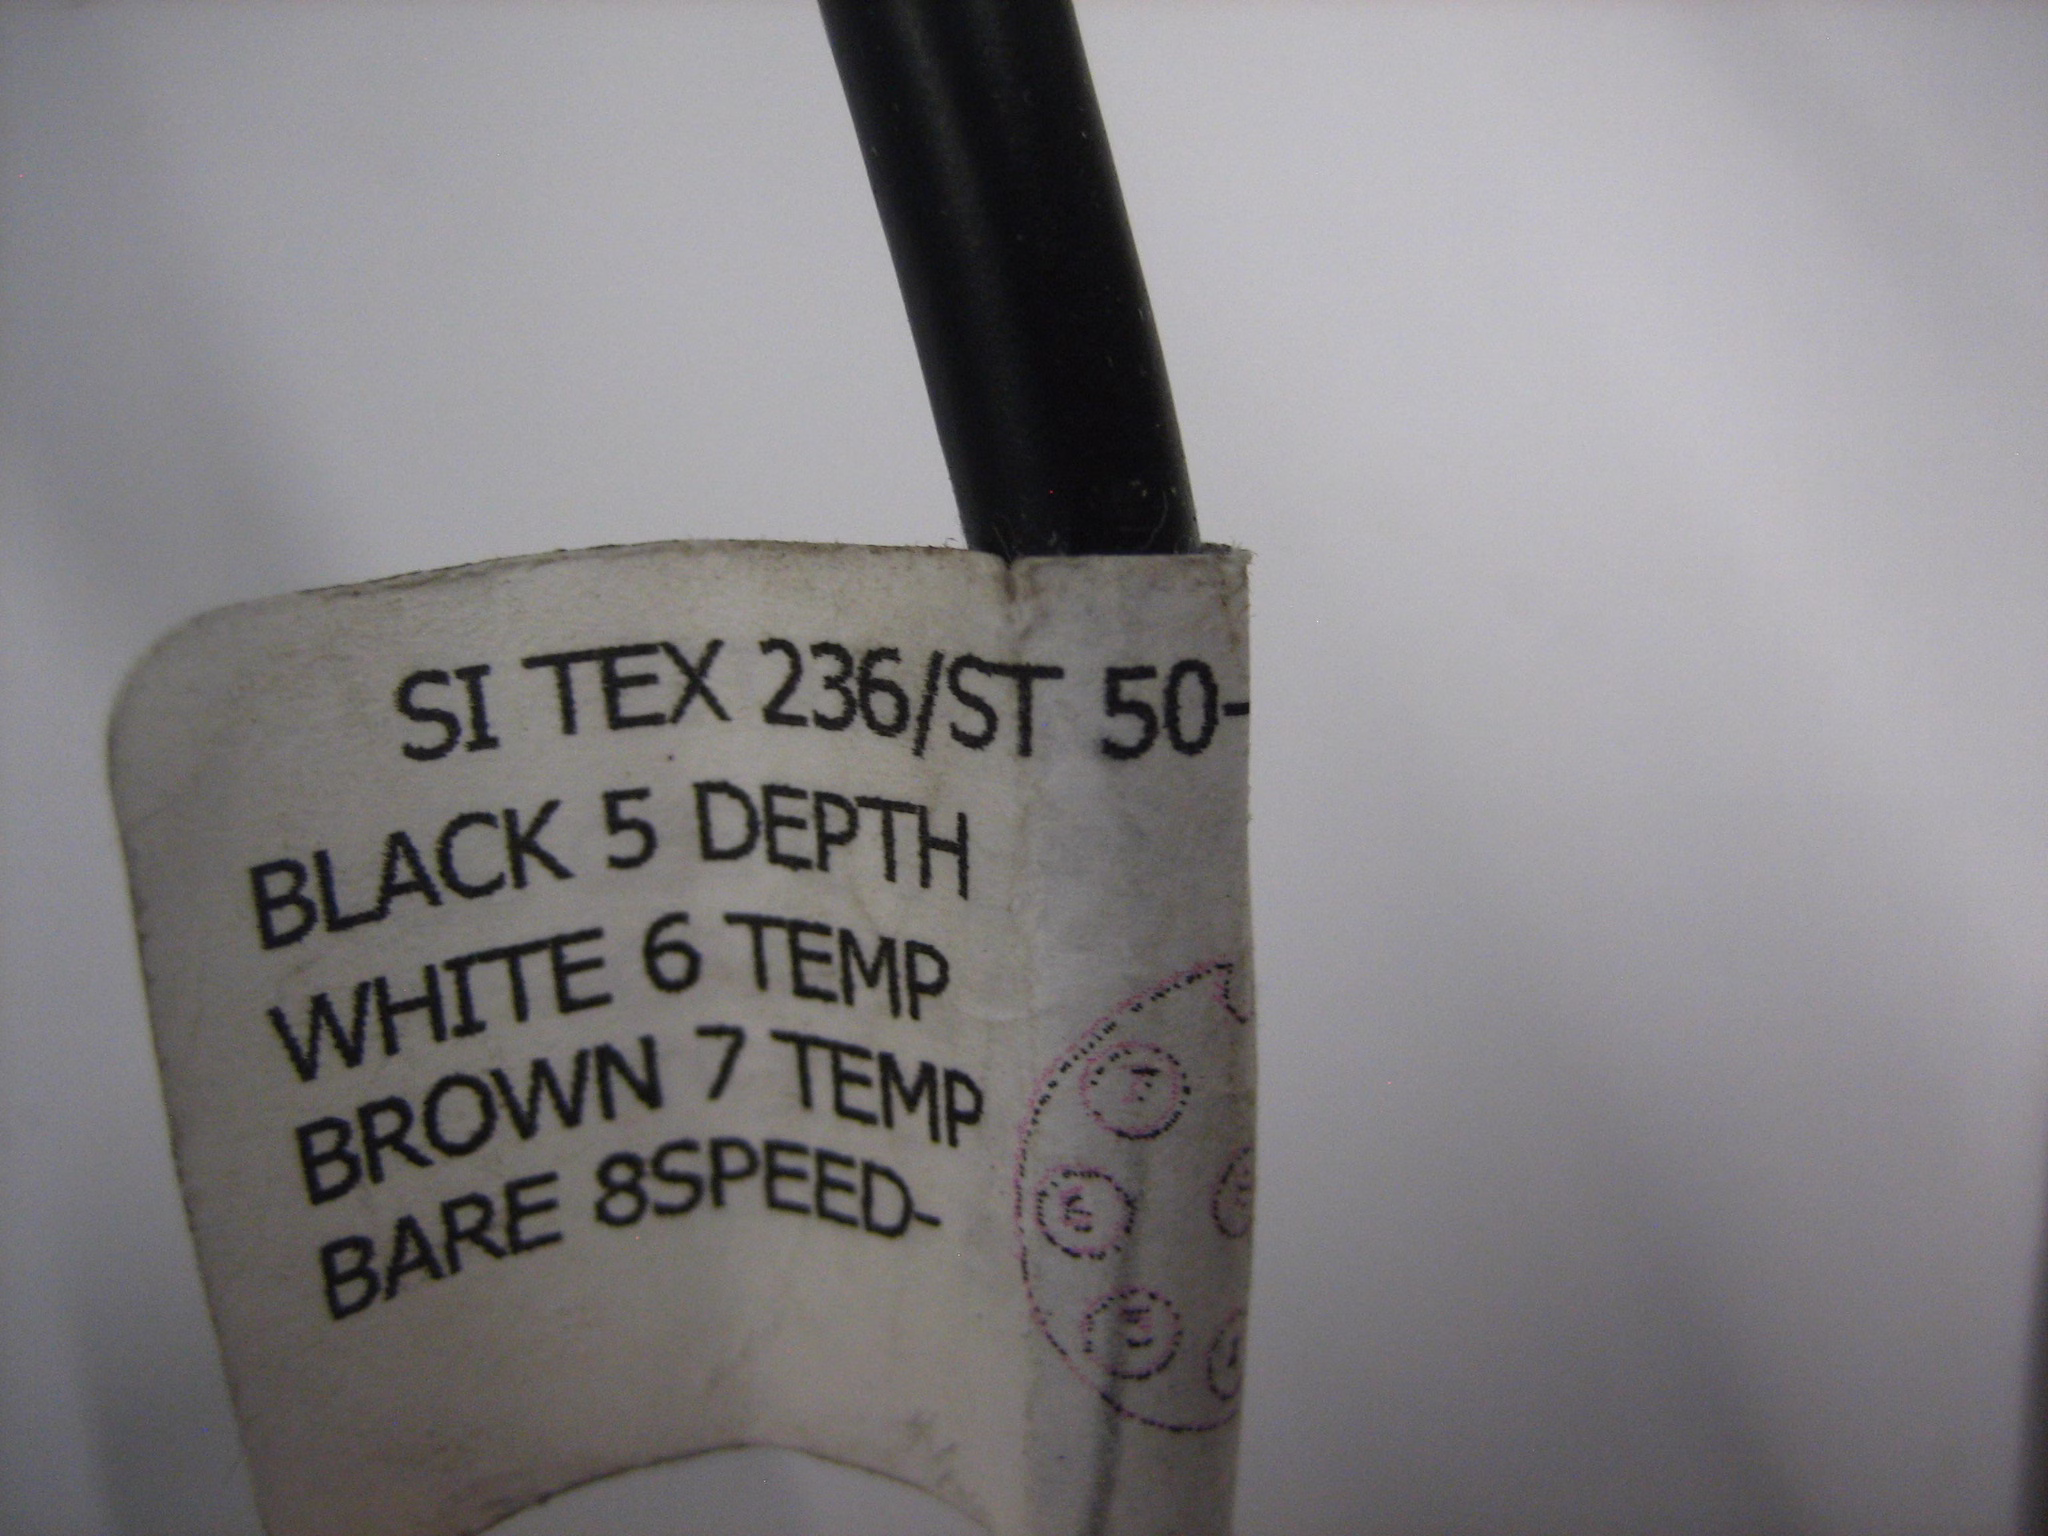 SI TEX 236/ST 50-
BLACK 5 DEPTH
WHITE 6 TEMP
BROWN 7 TEMP
BARE 8SPEED-